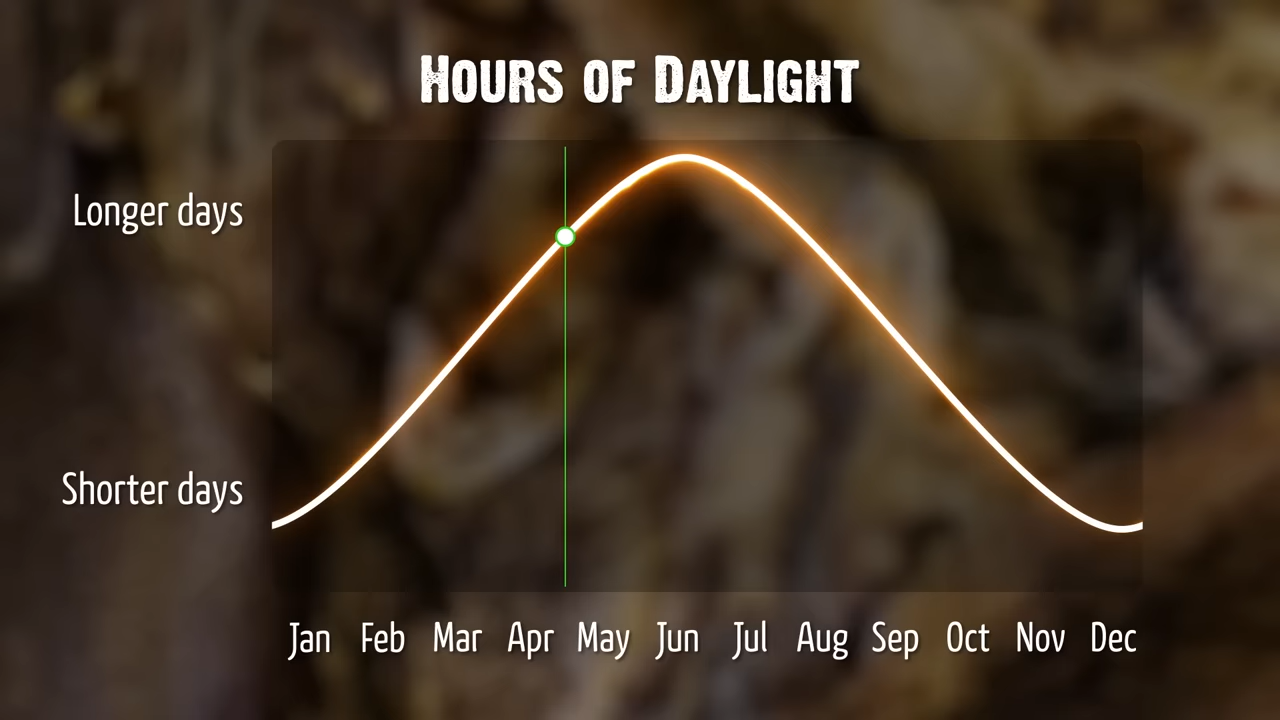 Hours of Daylight
Longer days
Shorter days
Jan Feb Mar Apr May Jun Jul Aug Sep Oct Nov Dec